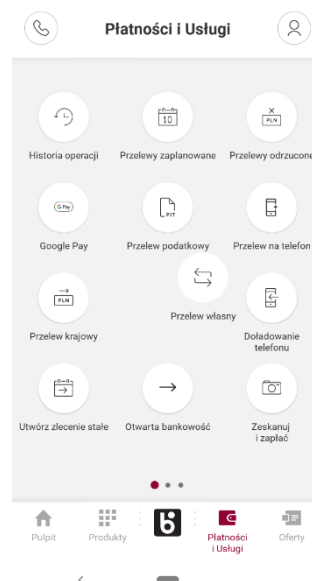 Płatności i Usługi
10
PLN
Historia operacji
Przelewy zaplanowane
Przelewy odrzucone
G Pay
PIT
Google Pay
Przelew podatkowy
Przelew na telefon
PLN
Przelew własny
Przelew krajowy
Doładowanie
telefonu
Utwórz zlecenie stałe
Otwarta bankowość
Zeskanuj
i zapłać
Pulpit
Produkty
Płatności
i Usługi
Oferty